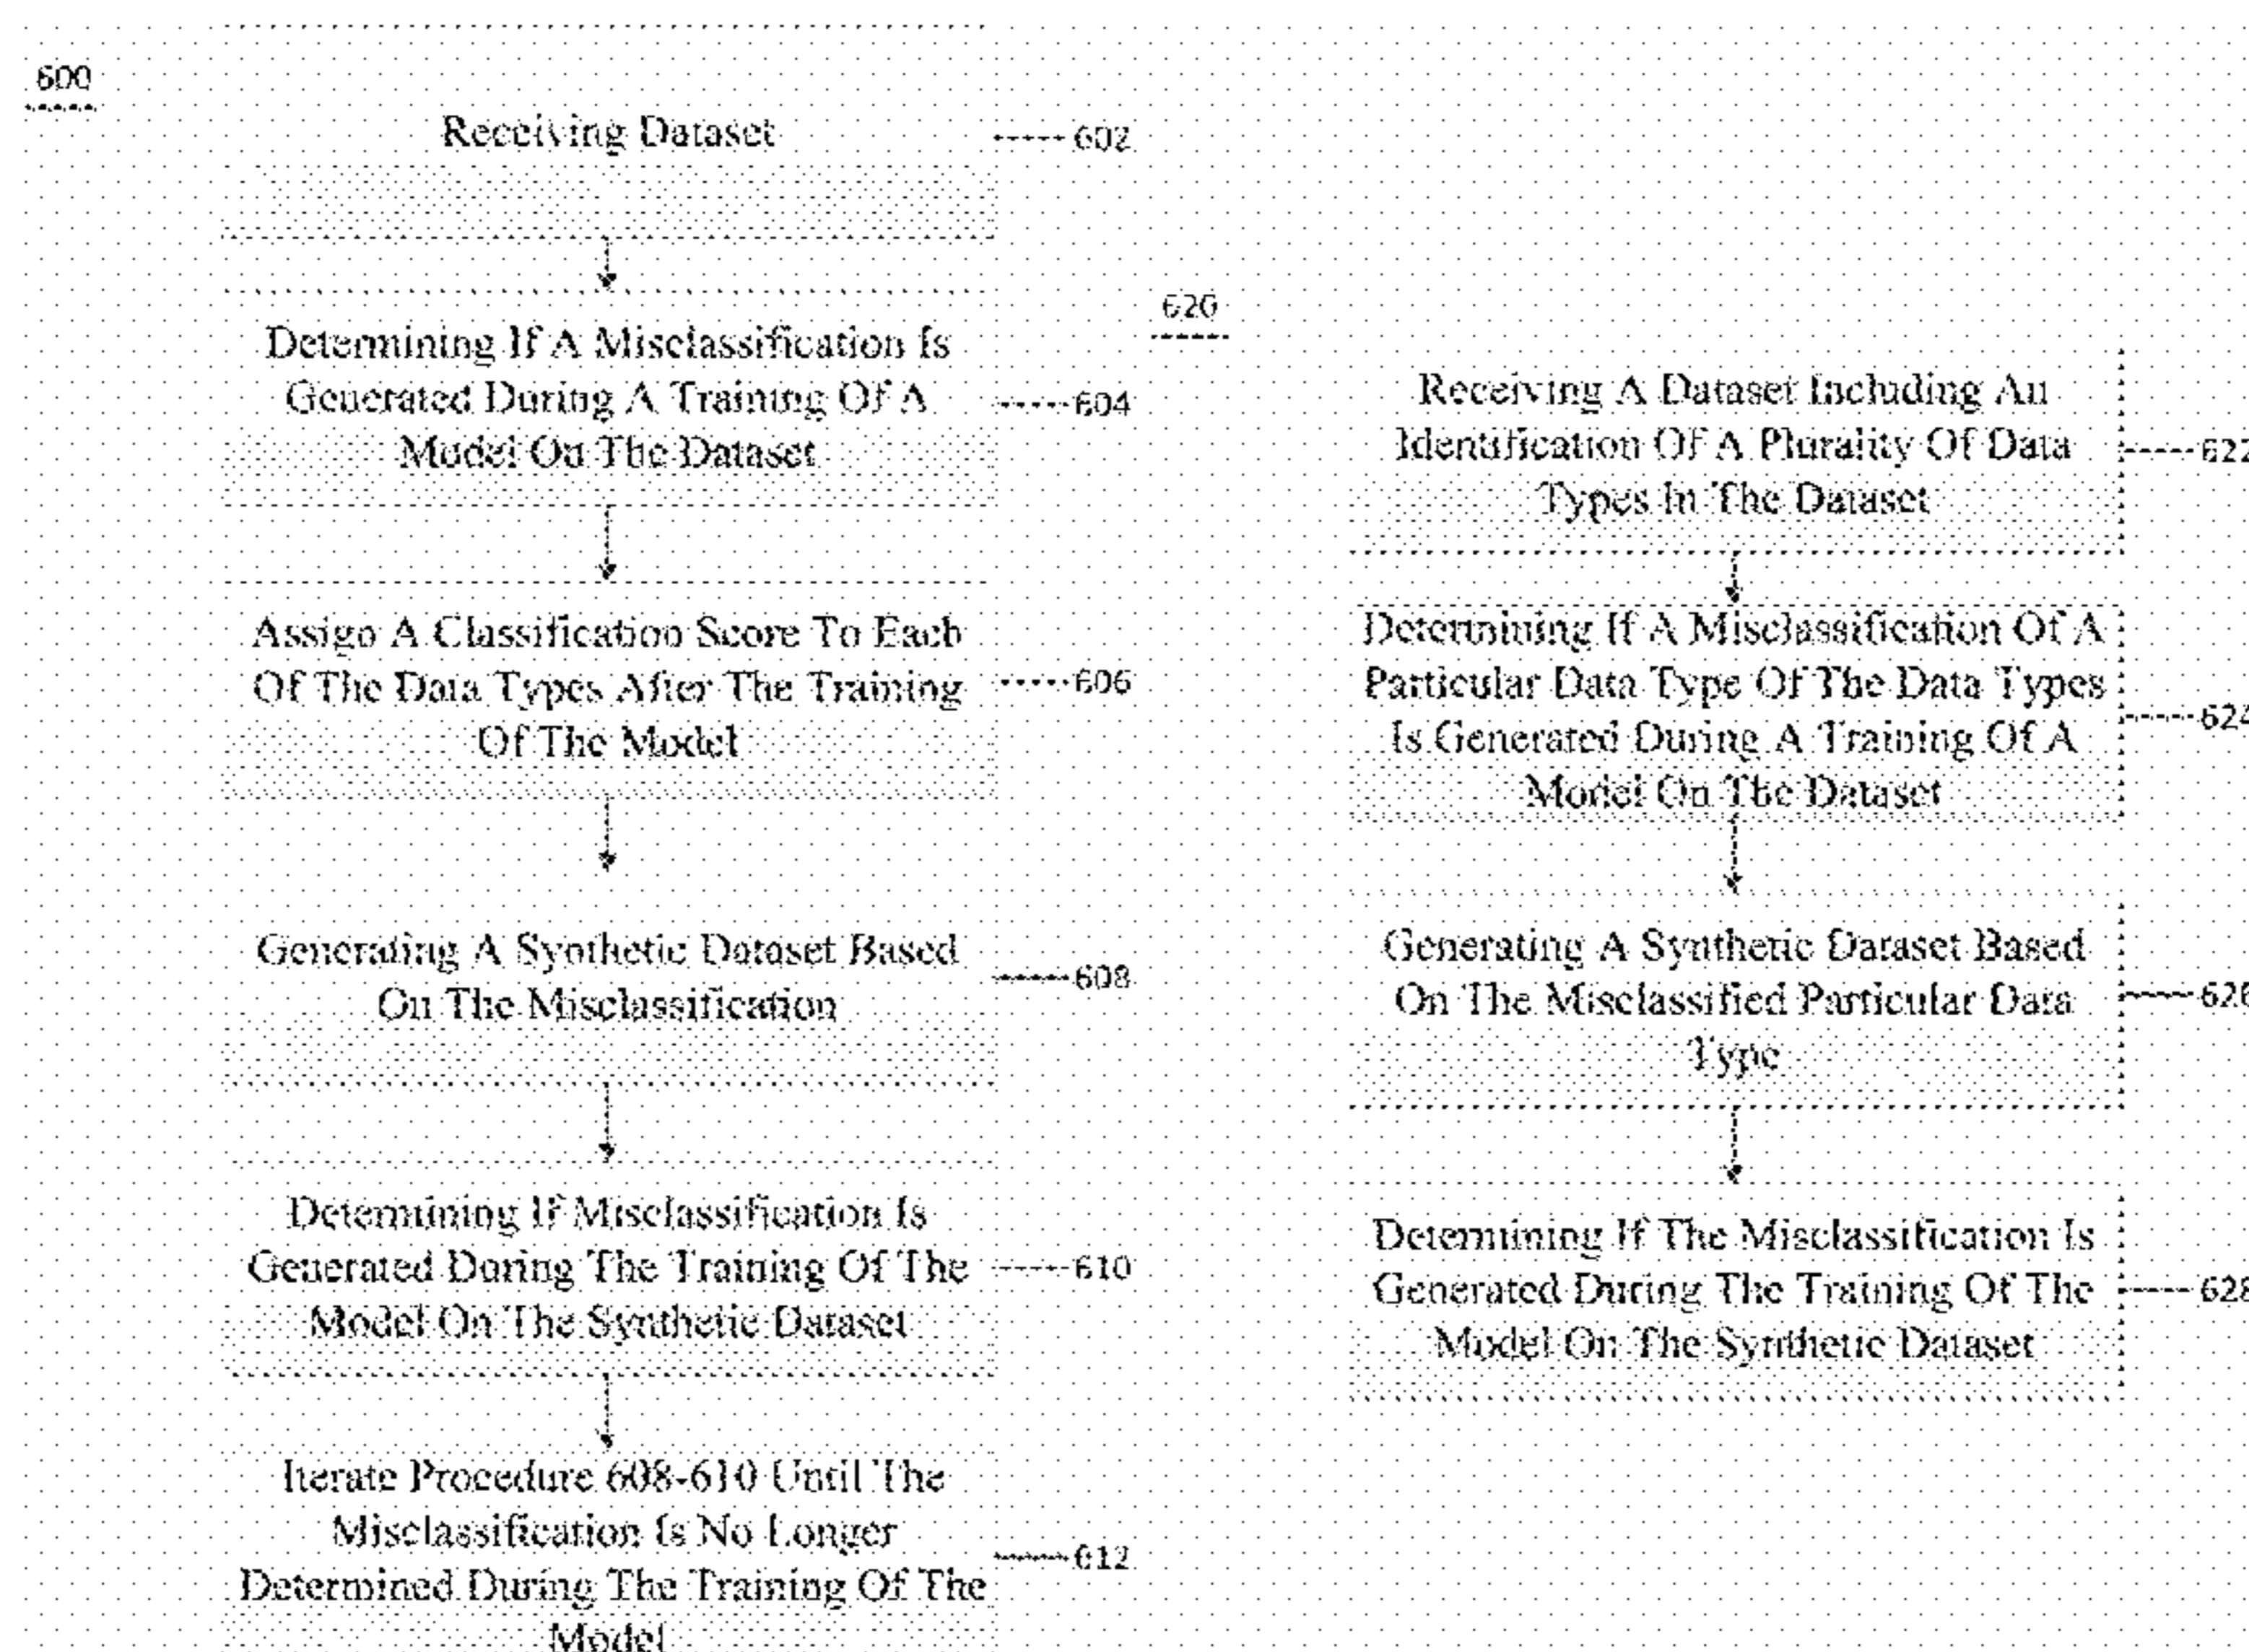 600
Receiving Dataset
602
Determining If A Misclassification Is
Generated During A Training Of A
Model On The Dataset
604
Assign A Classification Score To Each
Of The Data Types After The Training
Of The Model
606
Generating A Synthetic Dataset Based
On The Misclassification
608
Determining If Misclassification Is
Generated During The Training Of The
Model On The Synthetic Dataset
610
Iterate Procedure 608-610 Until The
Misclassification Is No Longer
Determined During The Training Of The
Model
612
620
Receiving A Dataset Including An
Identification Of A Plurality Of Data
Types In The Dataset
622
Determining If A Misclassification Of A
Particular Data Type Of The Data Types
Is Generated During A Training Of A
Model On The Dataset
624
Generating A Synthetic Dataset Based
On The Misclassified Particular Data
Type
626
Determining If The Misclassification Is
Generated During The Training Of The
Model On The Synthetic Dataset
628